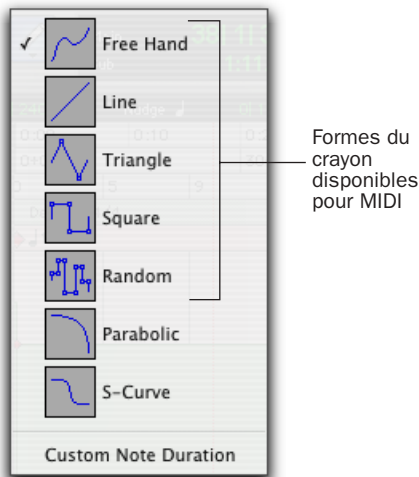 Free Hand
Line
Triangle
Square
Random
Parabolic
S-Curve
Custom Note Duration
Formes du
crayon
disponibles
pour MIDI